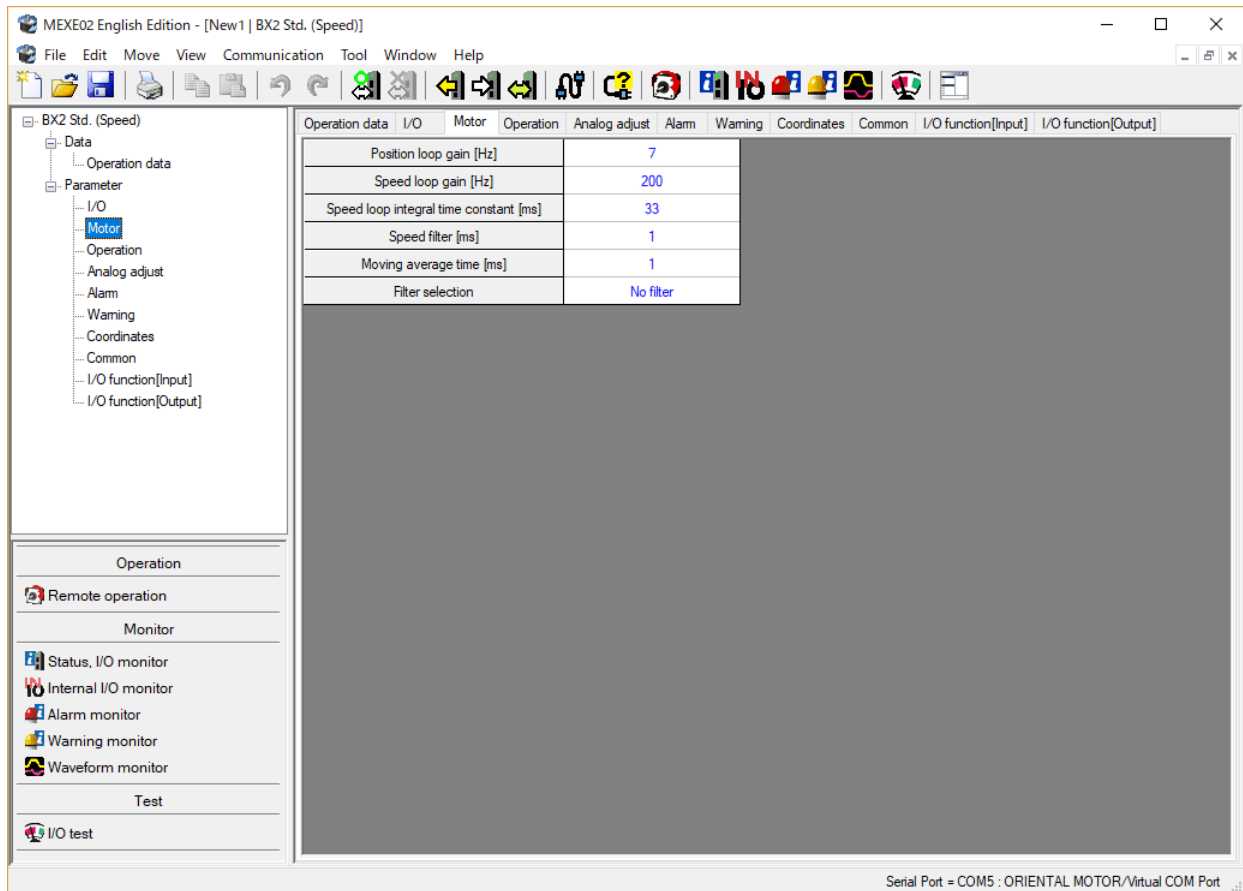 MEXE02 English Edition - [New1 | BX2 Std. (Speed)]
File Edit Move View Communication Tool Window Help
BX2 Std. (Speed)
Data
Operation data
Parameter
I/O
Motor
Operation
Analog adjust
Alarm
Warning
Coordinates
Common
I/O function[Input]
I/O function[Output]
Operation
Remote operation
Monitor
Status, I/O monitor
Internal I/O monitor
Alarm monitor
Warning monitor
Waveform monitor
Test
I/O test
Operation data I/O Motor Operation Analog adjust Alarm Warning Coordinates Common I/O function[Input] I/O function[Output]
Position loop gain [Hz] 7
Speed loop gain [Hz] 200
Speed loop integral time constant [ms] 33
Speed filter [ms] 1
Moving average time [ms] 1
Filter selection No filter
Serial Port = COM5 : ORIENTAL MOTOR/Virtual COM Port